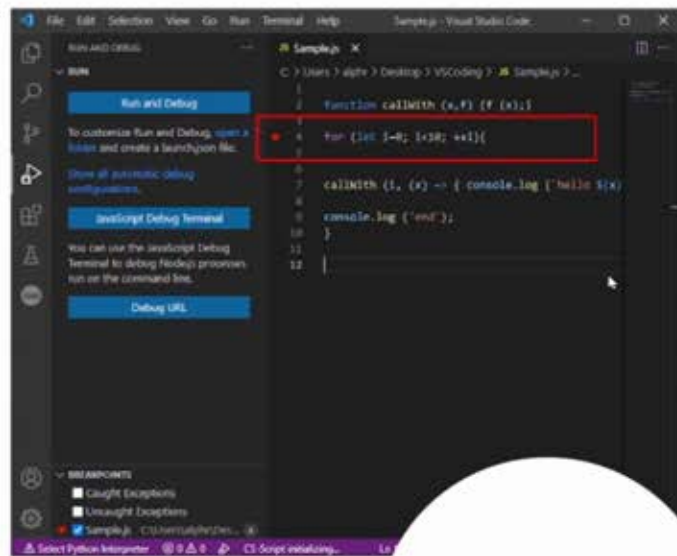 File Edit Selection View Go Run Terminal Help
Sample.js - Visual Studio Code
RUN AND DEBUG
RUN
Run and Debug
To customize Run and Debug, open a
folder and create a launch.json file.
Show all automatic debug
configurations.
JavaScript Debug Terminal
You can use the JavaScript Debug
Terminal to debug Node.js processes
run on the command line.
Debug URL
BREAKPOINTS
Caught Exceptions
Uncaught Exceptions
Sample.js
JS Sample.js
C: > Users > > Desktop > VSCoding > JS Sample.js > ...
1
2 function callWith (x,f) {f (x);}
3
4 for (let i=0; i<10; ++i){
5
6
7 callWith (i, (x) => { console.log (`hello ${x}
8
9 console.log ('end');
10 }
11
12
Select Python Interpreter 0 0 CS-Script initializing... Ln